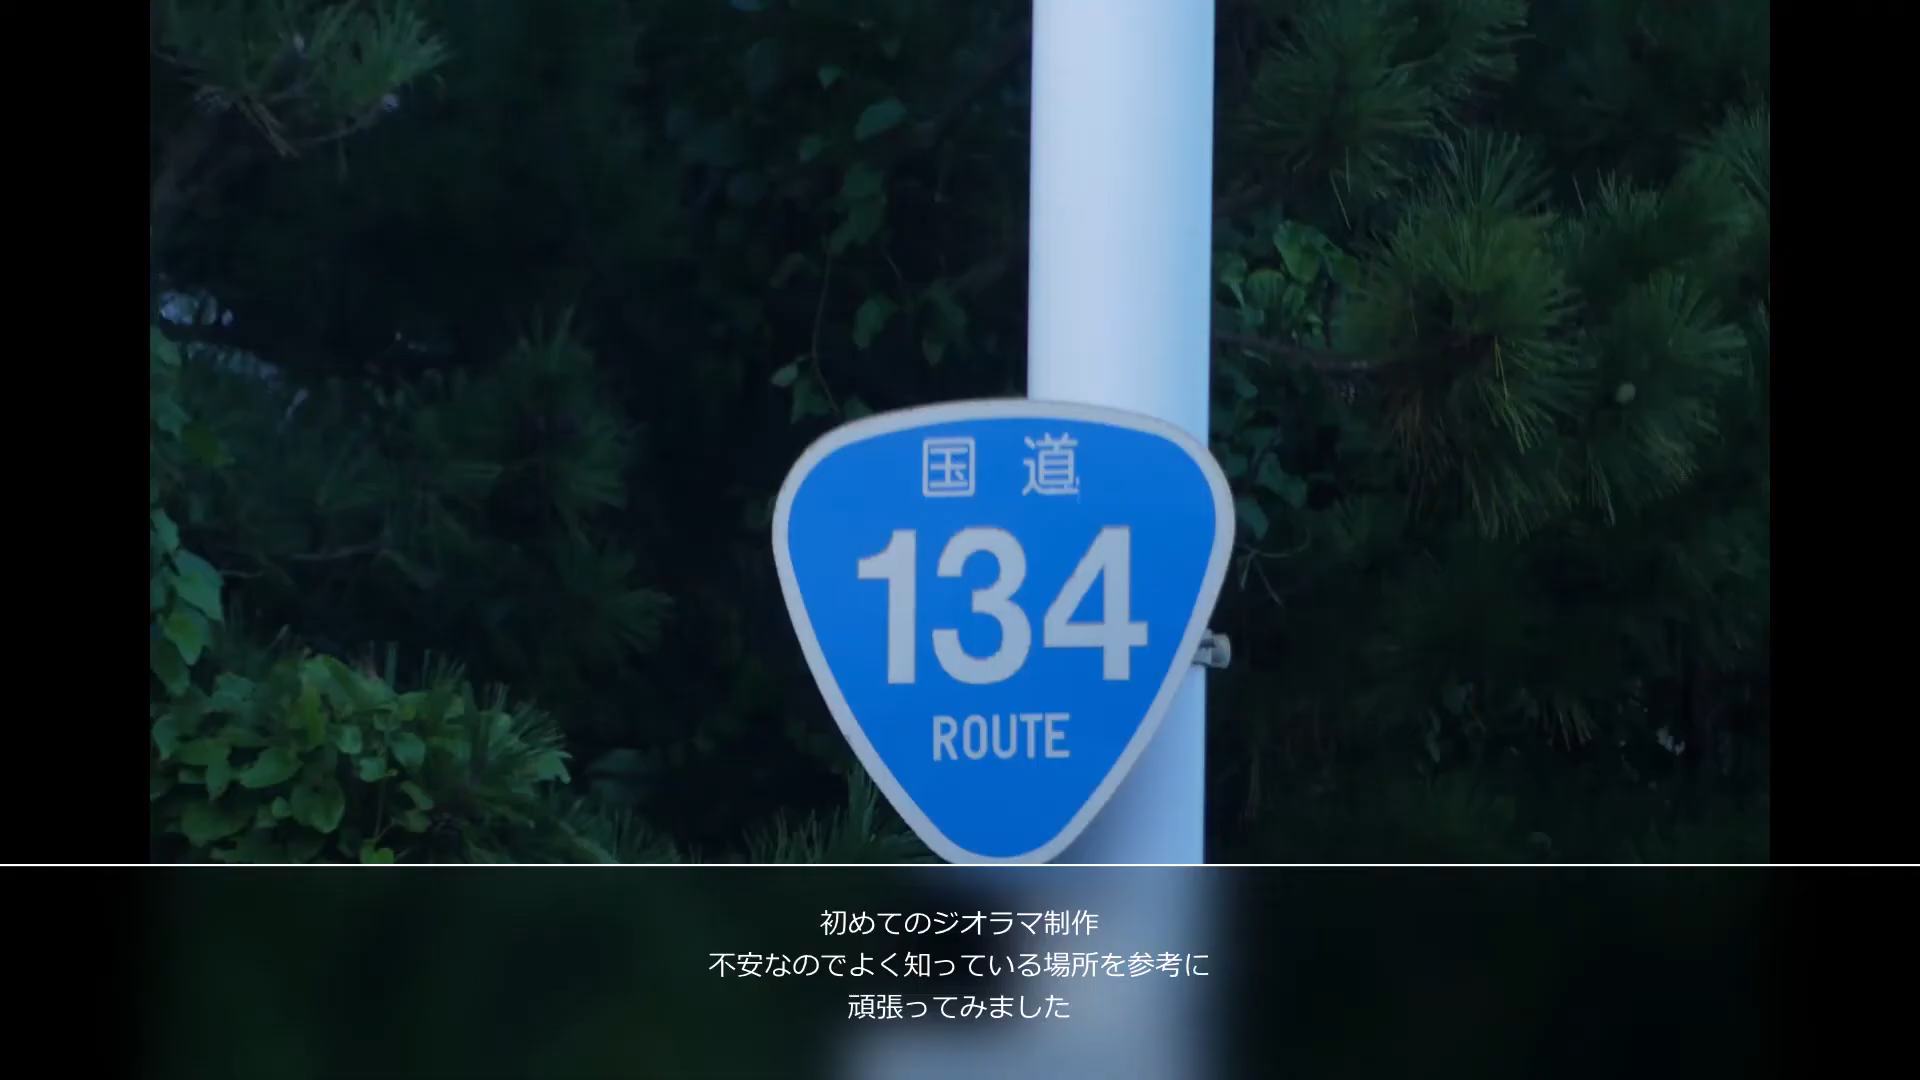 国道
134
ROUTE
初めてのジオラマ制作
不安なのでよく知っている場所を参考に
頑張ってみました